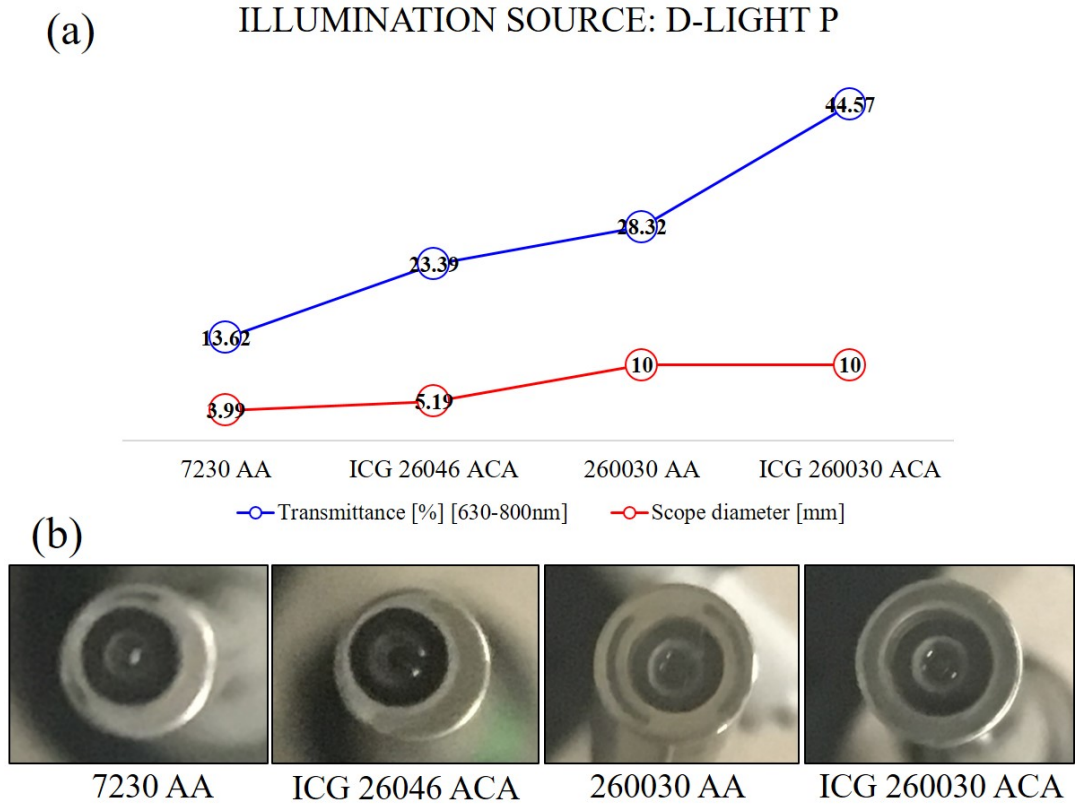 (a)
ILLUMINATION SOURCE: D-LIGHT P
44.57
28.32
23.39
13.62
10
10
5.19
3.99
7230 AA
ICG 26046 ACA
260030 AA
ICG 260030 ACA
Transmittance [%] [630-800nm]
Scope diameter [mm]
(b)
7230 AA
ICG 26046 ACA
260030 AA
ICG 260030 ACA